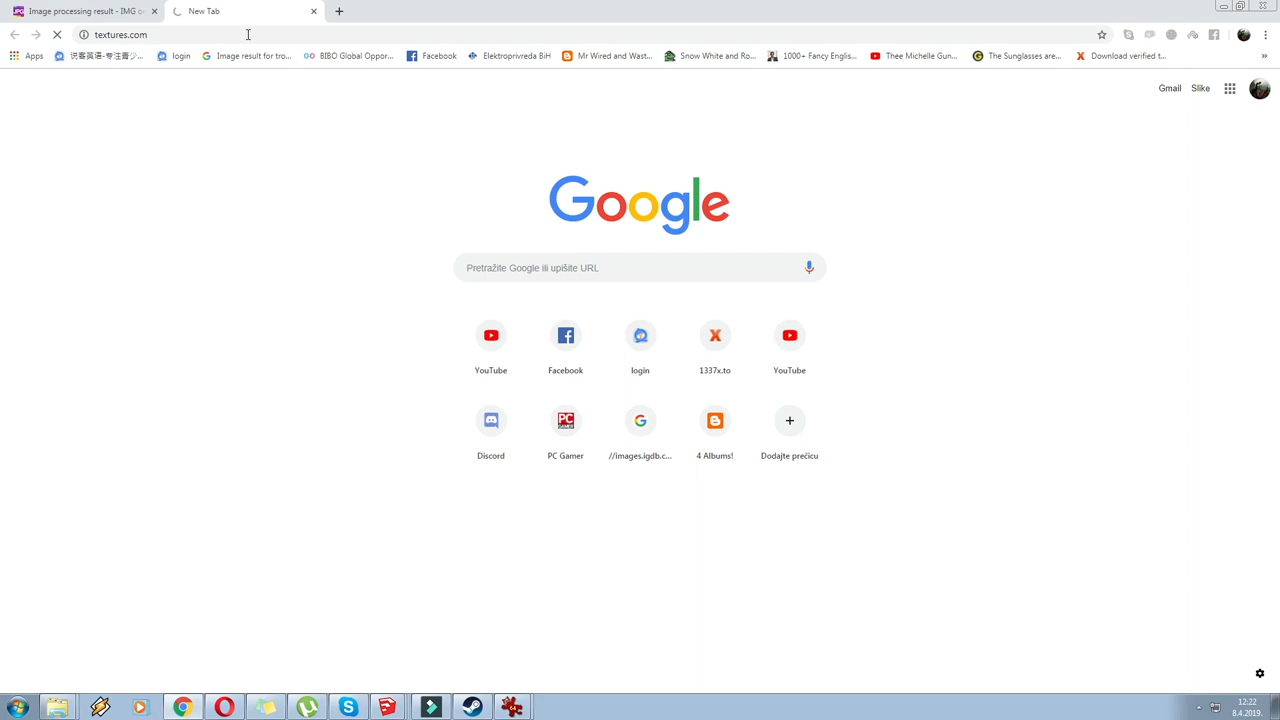 Image processing result - IMG o
New Tab
textures.com
Apps
说客英语-专注青少...
login
Image result for tro...
BIBO Global Oppor...
Facebook
Elektroprivreda BiH
Mr Wired and Wast...
Snow White and Ro...
1000+ Fancy Englis...
Thee Michelle Gun...
The Sunglasses are...
Download verified t...
»
Gmail
Slike
Google
Pretražite Google ili upišite URL
YouTube
Facebook
login
1337x.to
YouTube
Discord
PC Gamer
//images.igdb.c...
4 Albums!
Dodajte prečicu
12:22
8.4.2019.